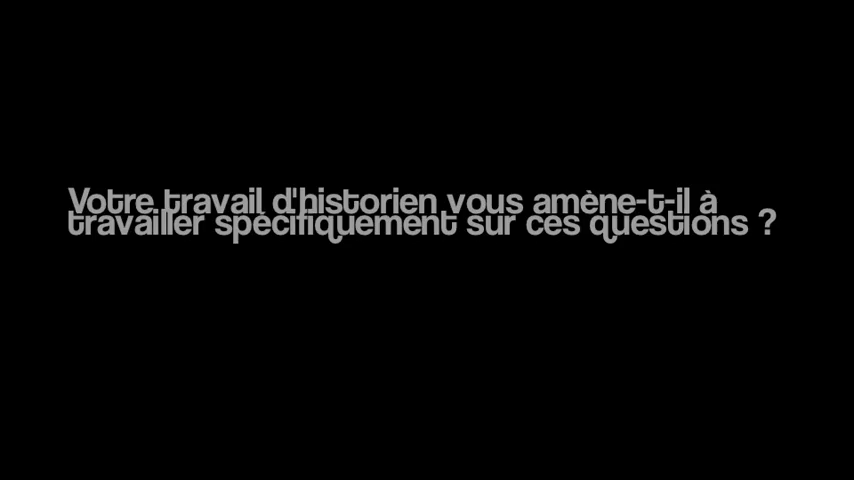 Votre travail d'historien vous amène-t-il à
travailler spécifiquement sur ces questions ?